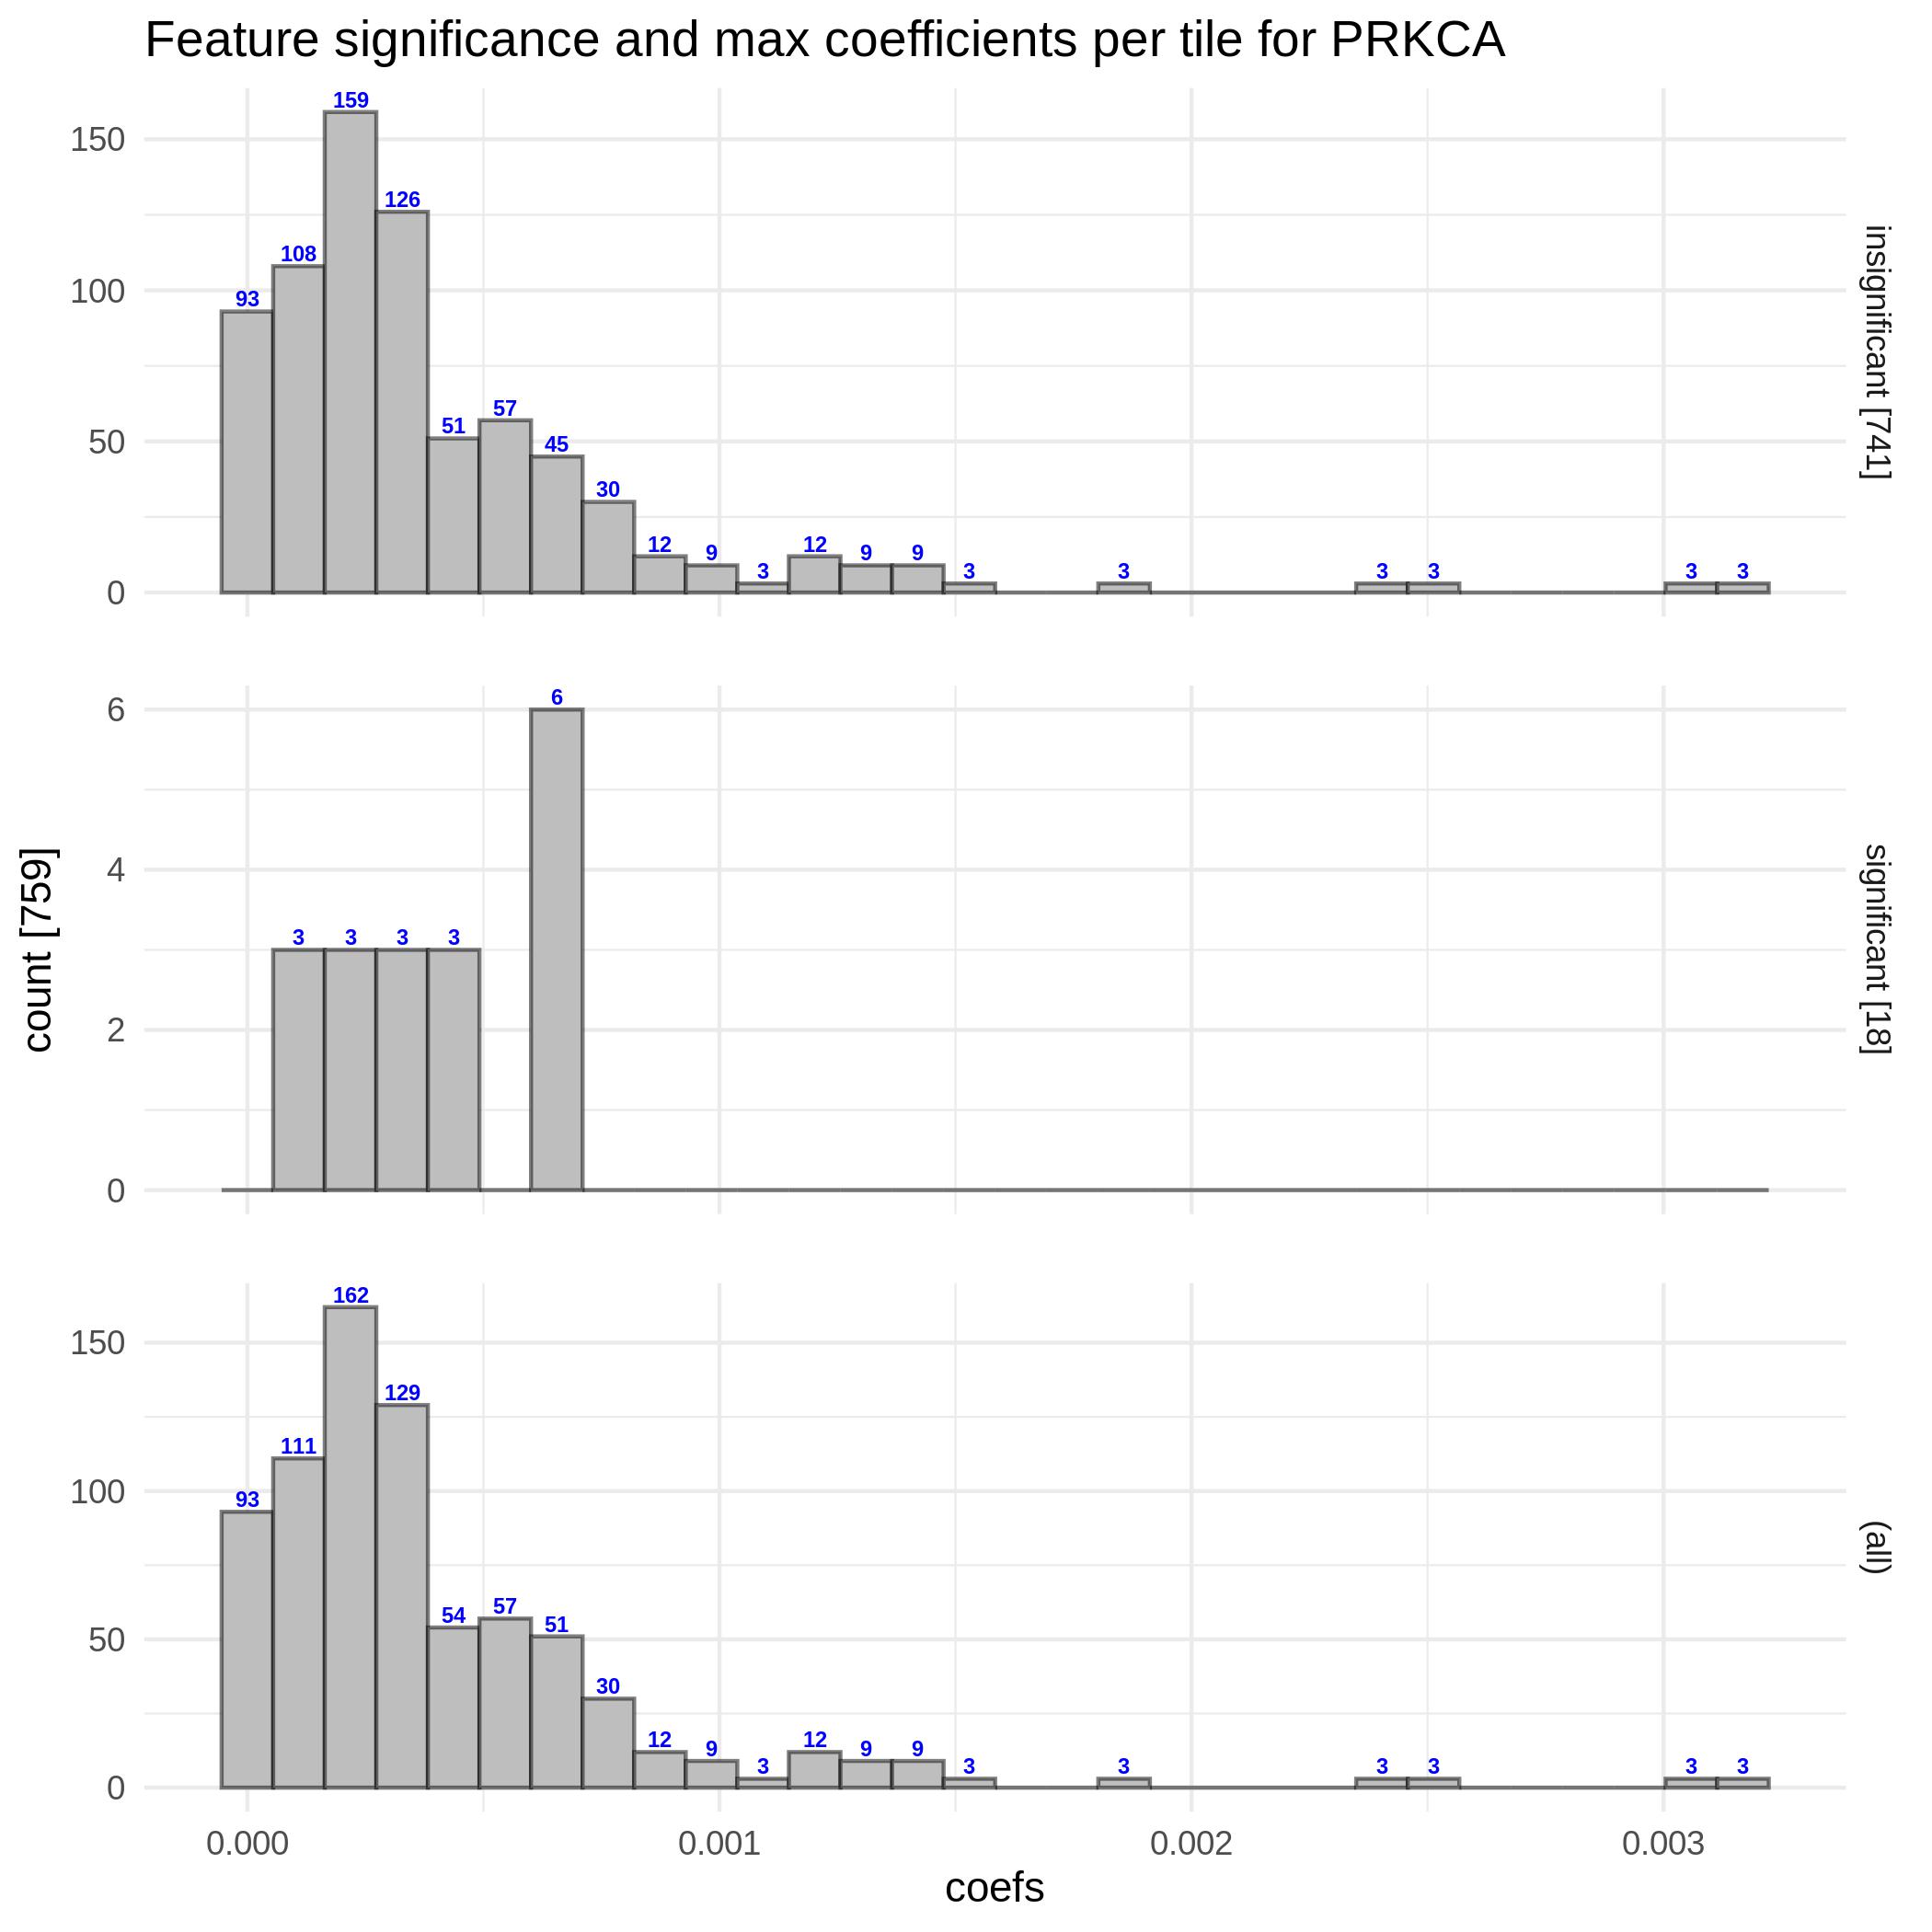 Feature significance and max coefficients per tile for PRKCA
159
150
126
108
100
93
57
51
50
45
30
12 9 3 12 9 9 3 3 3 3 3 3
0
insignificant [741]
6
6
4
3 3 3 3
2
0
significant [18]
count [759]
162
150
129
111
100
93
54 57 51
50
30
12 9 3 12 9 9 3 3 3 3 3 3
0
(all)
0.000 0.001 0.002 0.003
coefs